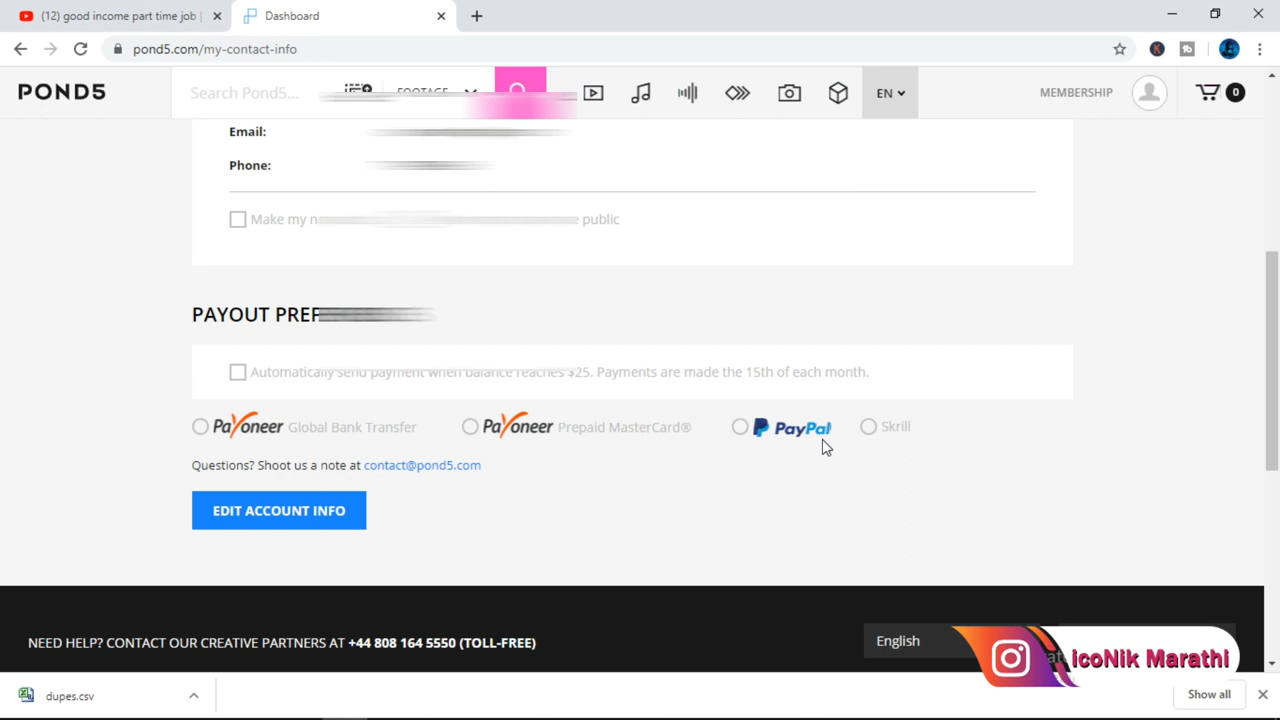 (12) good income part time job |
Dashboard
pond5.com/my-contact-info
POND5
Search Pond5...
FOOTAGE
EN
MEMBERSHIP
0
Email:
Phone:
Make my public
PAYOUT PREF
Automatically send payment when balance reaches $25. Payments are made the 15th of each month.
Payoneer Global Bank Transfer
Payoneer Prepaid MasterCard®
PayPal
Skrill
Questions? Shoot us a note at contact@pond5.com
EDIT ACCOUNT INFO
NEED HELP? CONTACT OUR CREATIVE PARTNERS AT +44 808 164 5550 (TOLL-FREE)
English
icoNik Marathi
dupes.csv
Show all